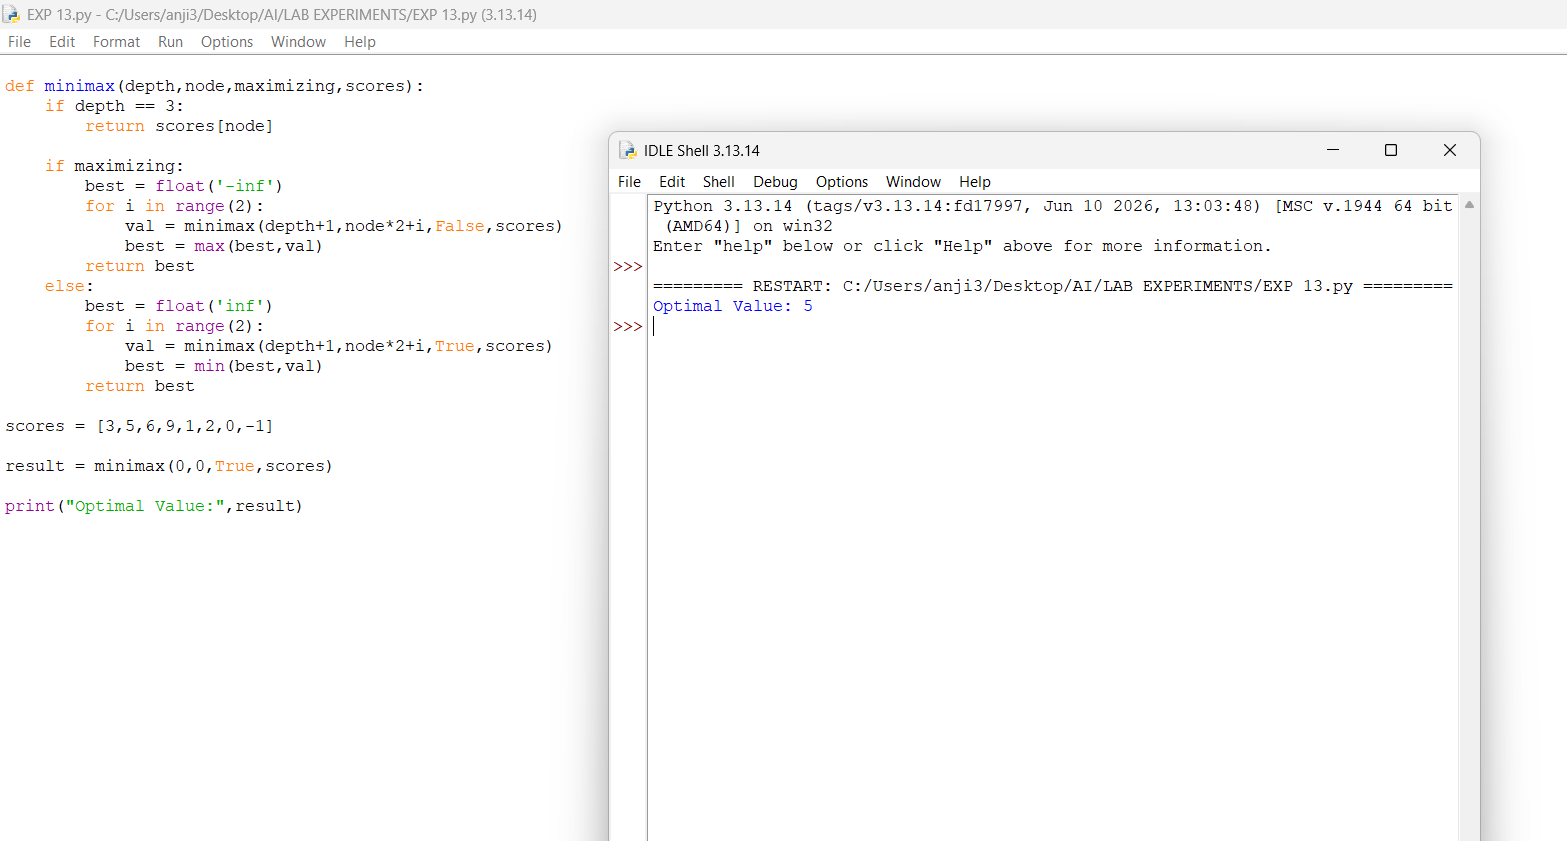 EXP 13.py - C:/Users/anji3/Desktop/AI/LAB EXPERIMENTS/EXP 13.py (3.13.14)
File Edit Format Run Options Window Help
def minimax(depth,node,maximizing,scores):
    if depth == 3:
        return scores[node]
    if maximizing:
        best = float('-inf')
        for i in range(2):
            val = minimax(depth+1,node*2+i,False,scores)
            best = max(best,val)
        return best
    else:
        best = float('inf')
        for i in range(2):
            val = minimax(depth+1,node*2+i,True,scores)
            best = min(best,val)
        return best
scores = [3,5,6,9,1,2,0,-1]
result = minimax(0,0,True,scores)
print("Optimal Value:",result)
IDLE Shell 3.13.14
File Edit Shell Debug Options Window Help
Python 3.13.14 (tags/v3.13.14:fd17997, Jun 10 2026, 13:03:48) [MSC v.1944 64 bit
(AMD64)] on win32
Enter "help" below or click "Help" above for more information.
>>>
========= RESTART: C:/Users/anji3/Desktop/AI/LAB EXPERIMENTS/EXP 13.py =========
Optimal Value: 5
>>>